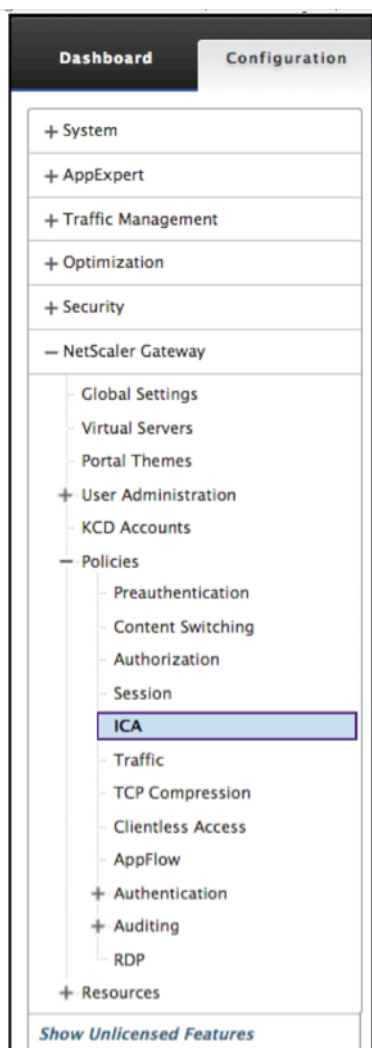 Dashboard Configuration
+ System
+ AppExpert
+ Traffic Management
+ Optimization
+ Security
− NetScaler Gateway
Global Settings
Virtual Servers
Portal Themes
+ User Administration
KCD Accounts
− Policies
Preauthentication
Content Switching
Authorization
Session
ICA
Traffic
TCP Compression
Clientless Access
AppFlow
+ Authentication
+ Auditing
RDP
+ Resources
Show Unlicensed Features